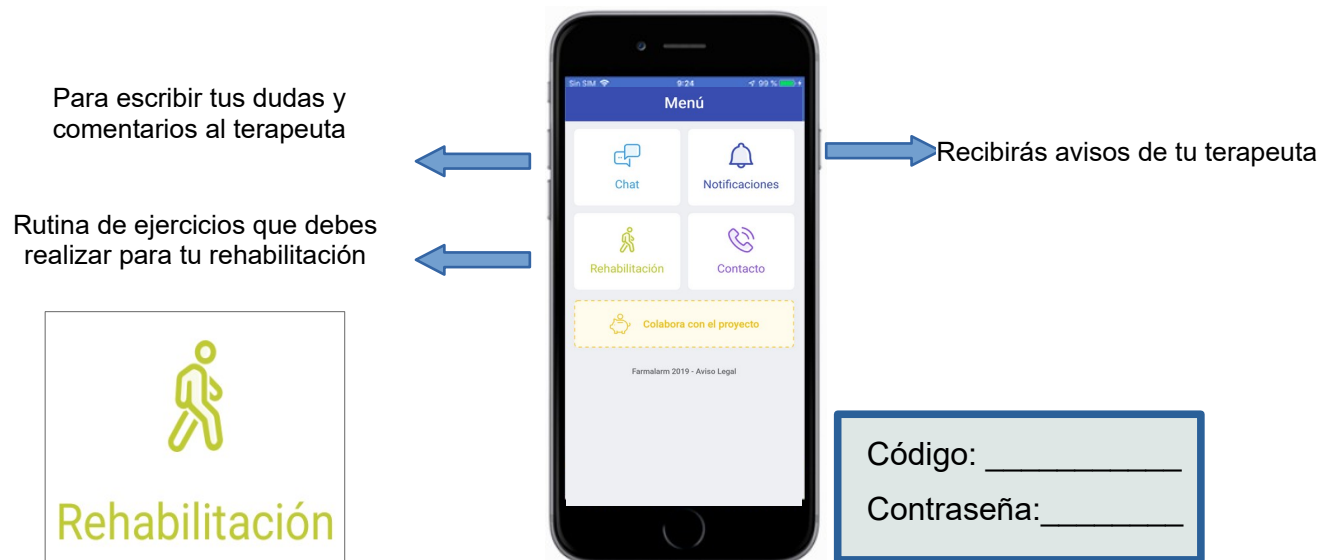 Para escribir tus dudas y
comentarios al terapeuta
Rutina de ejercicios que debes
realizar para tu rehabilitación
Rehabilitación
Sin SIM 9:24 99 %
Menú
Chat Notificaciones
Rehabilitación Contacto
Colabora con el proyecto
Farmalarm 2019 - Aviso Legal
Recibirás avisos de tu terapeuta
Código: ___________
Contraseña:________